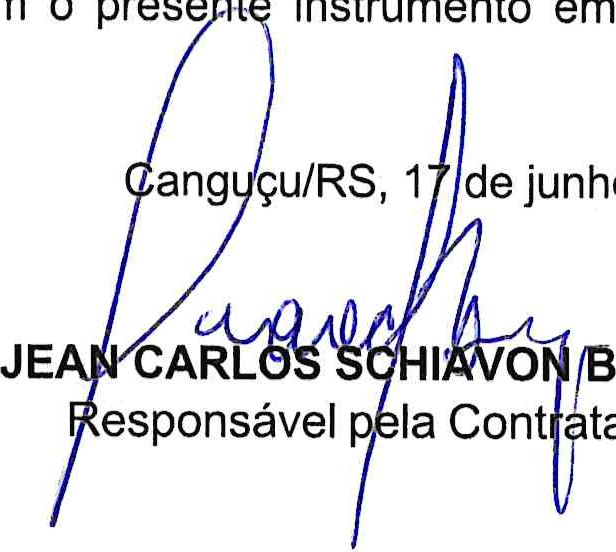 m o presente instrumento em
Canguçu/RS, 17 de junho
JEAN CARLOS SCHIAVON B
Responsável pela Contrata